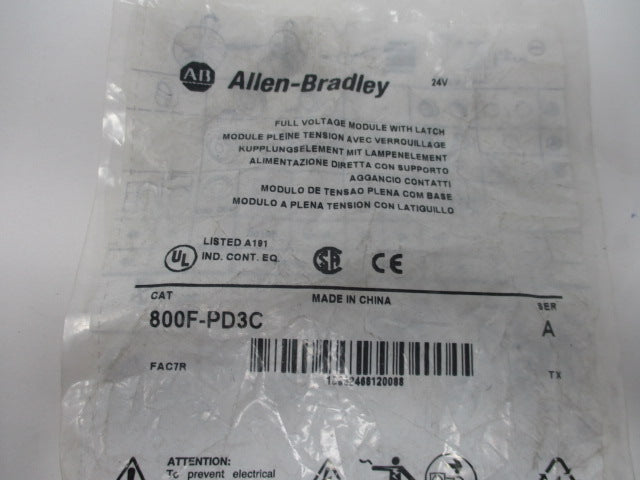 AB Allen-Bradley 24V
FULL VOLTAGE MODULE WITH LATCH
MODULE PLEINE TENSION AVEC VERROUILLAGE
KUPPLUNGSELEMENT MIT LAMPENELEMENT
ALIMENTAZIONE DIRETTA CON SUPPORTO
AGGANCIO CONTATTI
MODULO DE TENSAO PLENA COM BASE
MODULO A PLENA TENSION CON LATIGUILLO
UL LISTED A191
IND. CONT. EQ.
CE
CAT MADE IN CHINA SER
800F-PD3C A
FAC7R TX
ATTENTION:
To prevent electrical